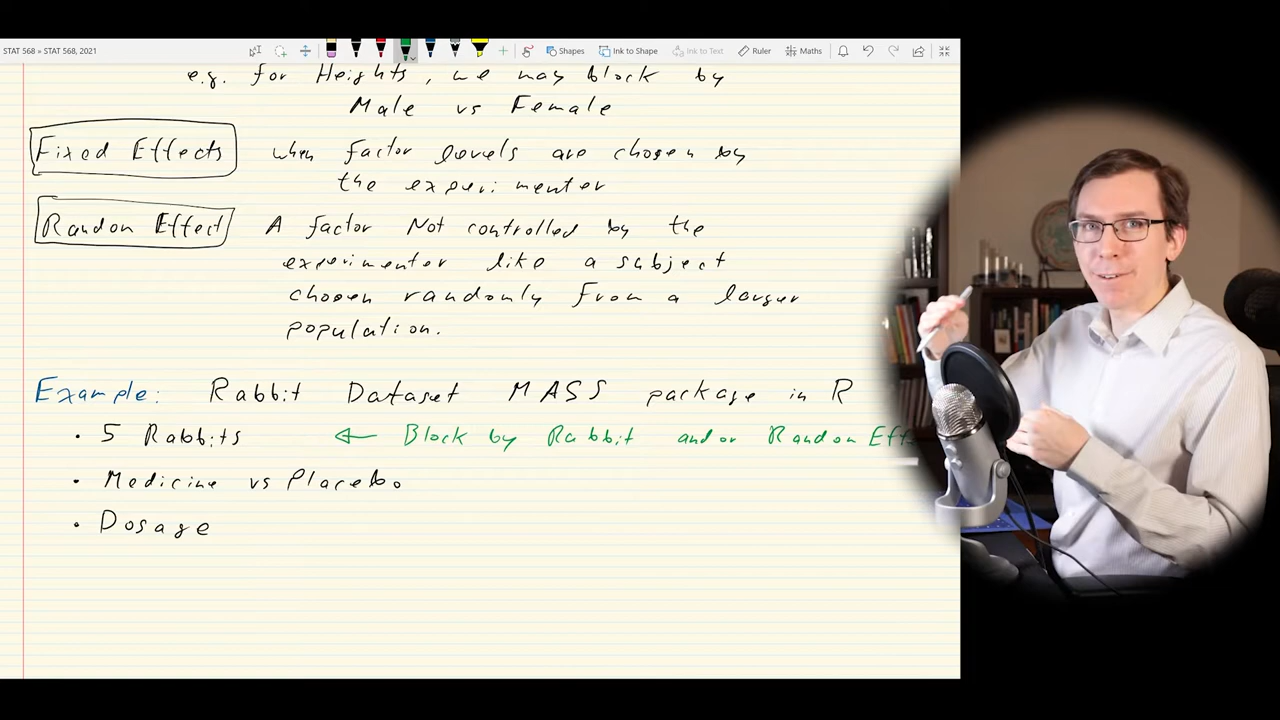 STAT 568 » STAT 568, 2021
Shapes Ink to Shape Ink to Text Ruler Maths
e.g. for Heights, we may block by
Male vs Female
Fixed Effects when factor levels are chosen by
the experimenter
Random Effect A factor Not controlled by the
experimenter like a subject
chosen randomly from a larger
population.
Example: Rabbit Dataset MASS package in R
• 5 Rabbits ← Block by Rabbit and/or Random Eff
• Medicine vs Placebo
• Dosage